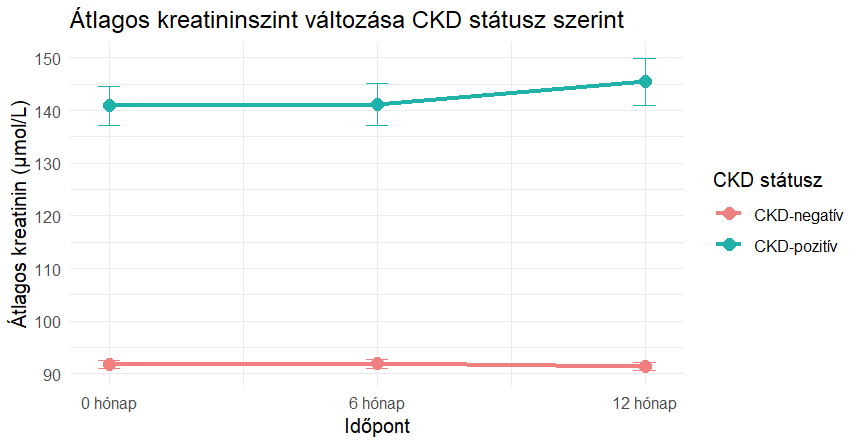 Átlagos kreatininszint változása CKD státusz szerint
Átlagos kreatinin (μmol/L)
150
140
130
120
110
100
90
0 hónap
6 hónap
12 hónap
Időpont
CKD státusz
CKD-negatív
CKD-pozitív